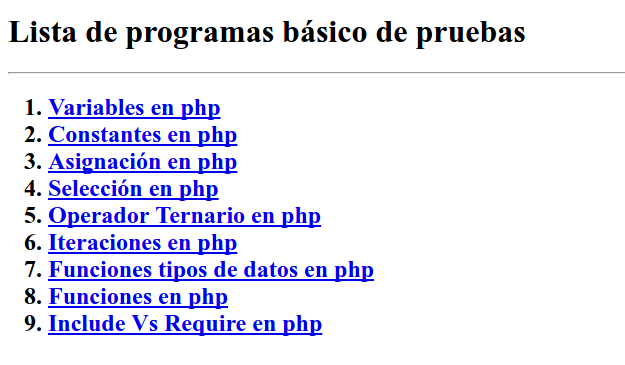 Lista de programas básico de pruebas
1. Variables en php
2. Constantes en php
3. Asignación en php
4. Selección en php
5. Operador Ternario en php
6. Iteraciones en php
7. Funciones tipos de datos en php
8. Funciones en php
9. Include Vs Require en php